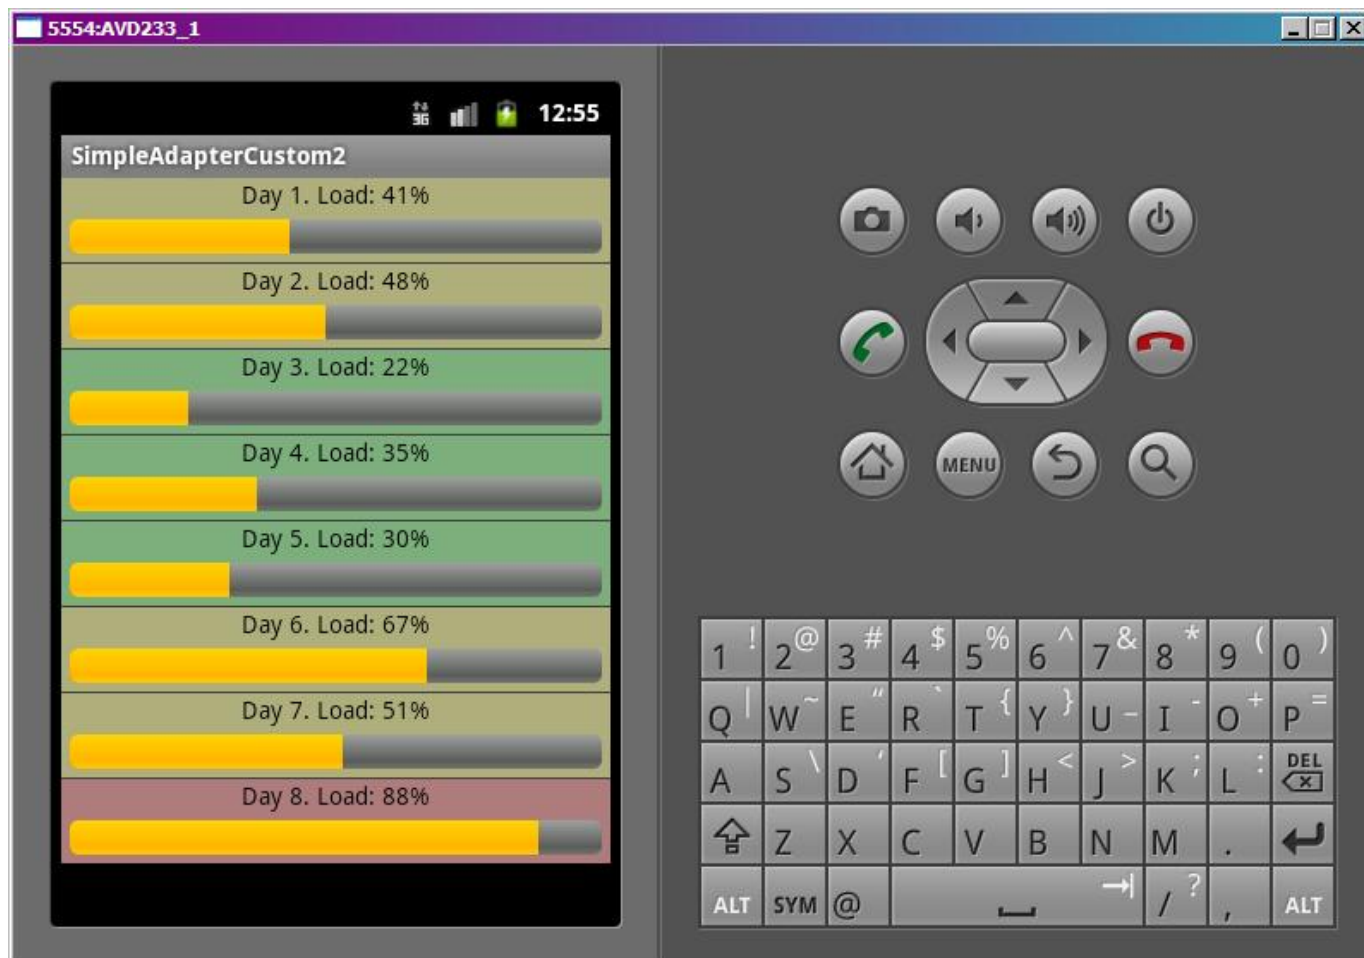 5554:AVD233_1
3G 12:55
SimpleAdapterCustom2
Day 1. Load: 41%
Day 2. Load: 48%
Day 3. Load: 22%
Day 4. Load: 35%
Day 5. Load: 30%
Day 6. Load: 67%
Day 7. Load: 51%
Day 8. Load: 88%
MENU
1 ! 2 @ 3 # 4 $ 5 % 6 ^ 7 & 8 * 9 ( 0 )
Q | W ~ E “ R ` T { Y } U _ I - O + P =
A S \ D ‘ F [ G ] H < J > K ; L : DEL
Z X C V B N M .
ALT SYM @ / ? , ALT